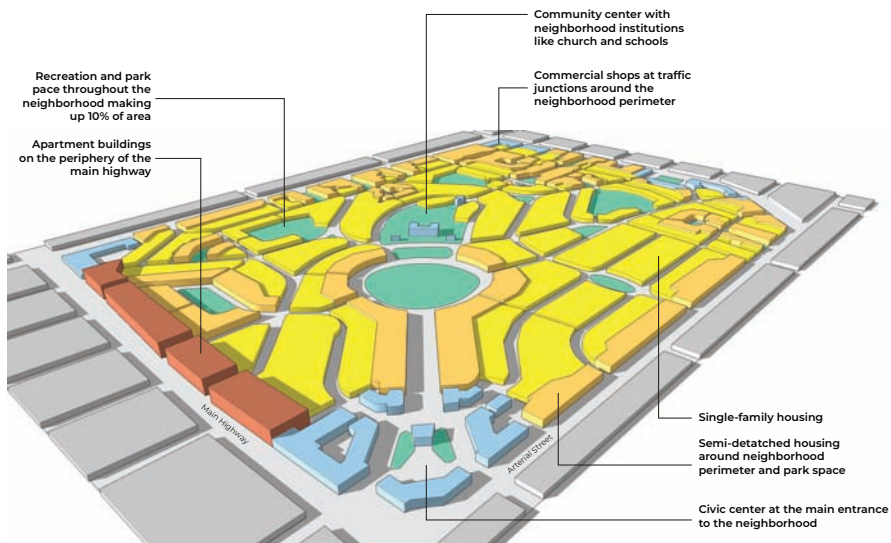 Community center with
neighborhood institutions
like church and schools
Recreation and park
pace throughout the
neighborhood making
up 10% of area
Commercial shops at traffic
junctions around the
neighborhood perimeter
Apartment buildings
on the periphery of the
main highway
Main Highway
Arterial Street
Single-family housing
Semi-detatched housing
around neighborhood
perimeter and park space
Civic center at the main entrance
to the neighborhood